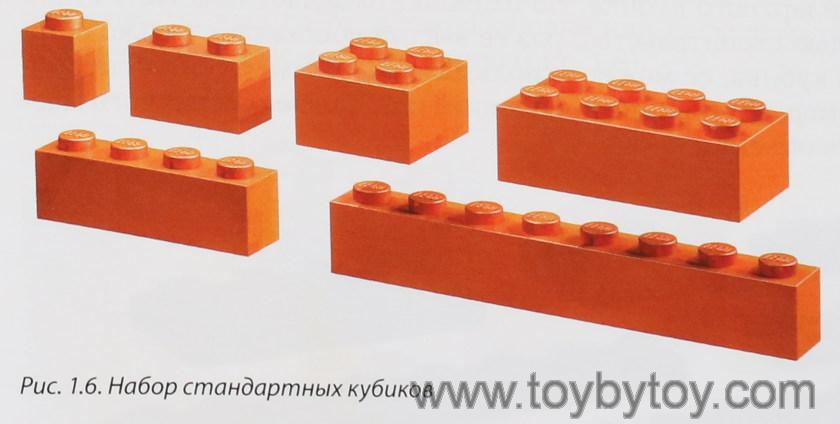 Рис. 1.6. Набор стандартных кубиков
www.toybytoy.com